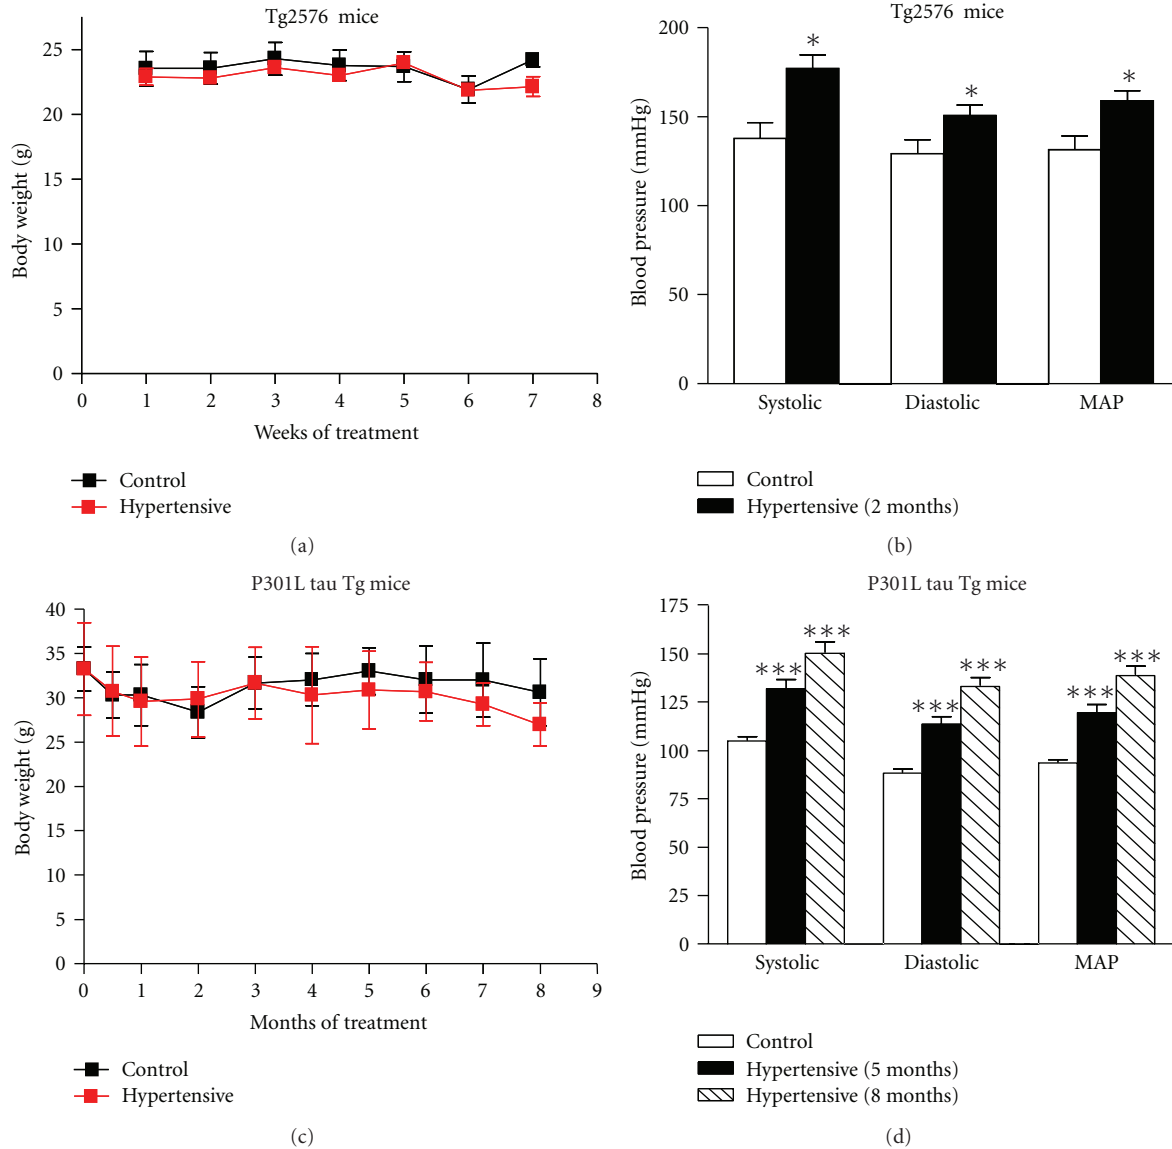 Tg2576 mice
25
20
15
10
5
0
Body weight (g)
0 1 2 3 4 5 6 7 8
Weeks of treatment
Control
Hypertensive
(a)
Tg2576 mice
200
150
100
50
0
Blood pressure (mmHg)
* * *
Systolic Diastolic MAP
Control
Hypertensive (2 months)
(b)
P301L tau Tg mice
40
35
30
25
30
15
10
5
0
Body weight (g)
0 1 2 3 4 5 6 7 8 9
Months of treatment
Control
Hypertensive
(c)
P301L tau Tg mice
175
150
125
100
75
50
25
0
Blood pressure (mmHg)
*** *** *** *** *** ***
Systolic Diastolic MAP
Control
Hypertensive (5 months)
Hypertensive (8 months)
(d)